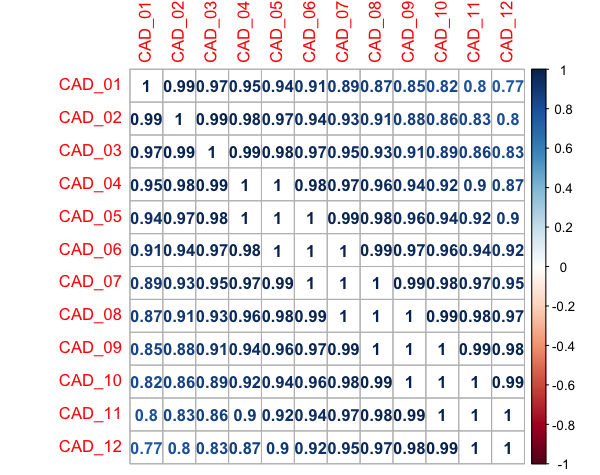 CAD_01 CAD_02 CAD_03 CAD_04 CAD_05 CAD_06 CAD_07 CAD_08 CAD_09 CAD_10 CAD_11 CAD_12
CAD_01 1 0.99 0.97 0.95 0.94 0.91 0.89 0.87 0.85 0.82 0.8 0.77
CAD_02 0.99 1 0.99 0.98 0.97 0.94 0.93 0.91 0.88 0.86 0.83 0.8
CAD_03 0.97 0.99 1 0.99 0.98 0.97 0.95 0.93 0.91 0.89 0.86 0.83
CAD_04 0.95 0.98 0.99 1 1 0.98 0.97 0.96 0.94 0.92 0.9 0.87
CAD_05 0.94 0.97 0.98 1 1 1 0.99 0.98 0.96 0.94 0.92 0.9
CAD_06 0.91 0.94 0.97 0.98 1 1 1 0.99 0.97 0.96 0.94 0.92
CAD_07 0.89 0.93 0.95 0.97 0.99 1 1 1 0.99 0.98 0.97 0.95
CAD_08 0.87 0.91 0.93 0.96 0.98 0.99 1 1 1 0.99 0.98 0.97
CAD_09 0.85 0.88 0.91 0.94 0.96 0.97 0.99 1 1 1 0.99 0.98
CAD_10 0.82 0.86 0.89 0.92 0.94 0.96 0.98 0.99 1 1 1 0.99
CAD_11 0.8 0.83 0.86 0.9 0.92 0.94 0.97 0.98 0.99 1 1 1
CAD_12 0.77 0.8 0.83 0.87 0.9 0.92 0.95 0.97 0.98 0.99 1 1
1
0.8
0.6
0.4
0.2
0
-0.2
-0.4
-0.6
-0.8
-1